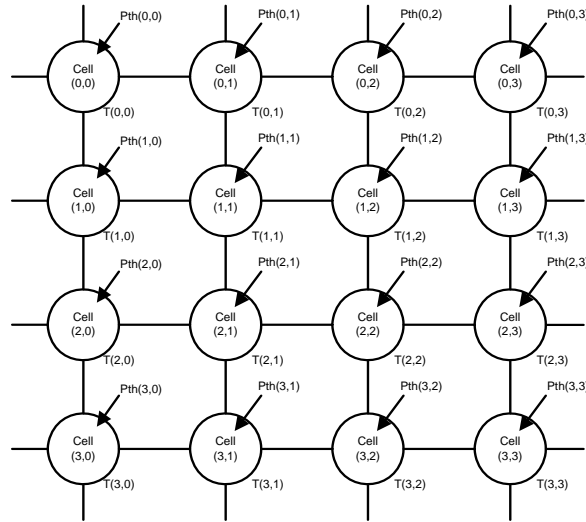 Pth(0,0) Pth(0,1) Pth(0,2) Pth(0,3)
Cell Cell Cell Cell
(0,0) (0,1) (0,2) (0,3)
T(0,0) T(0,1) T(0,2) T(0,3)
Pth(1,0) Pth(1,1) Pth(1,2) Pth(1,3)
Cell Cell Cell Cell
(1,0) (1,1) (1,2) (1,3)
T(1,0) T(1,1) T(1,2) T(1,3)
Pth(2,0) Pth(2,1) Pth(2,2) Pth(2,3)
Cell Cell Cell Cell
(2,0) (2,1) (2,2) (2,3)
T(2,0) T(2,1) T(2,2) T(2,3)
Pth(3,0) Pth(3,1) Pth(3,2) Pth(3,3)
Cell Cell Cell Cell
(3,0) (3,1) (3,2) (3,3)
T(3,0) T(3,1) T(3,2) T(3,3)